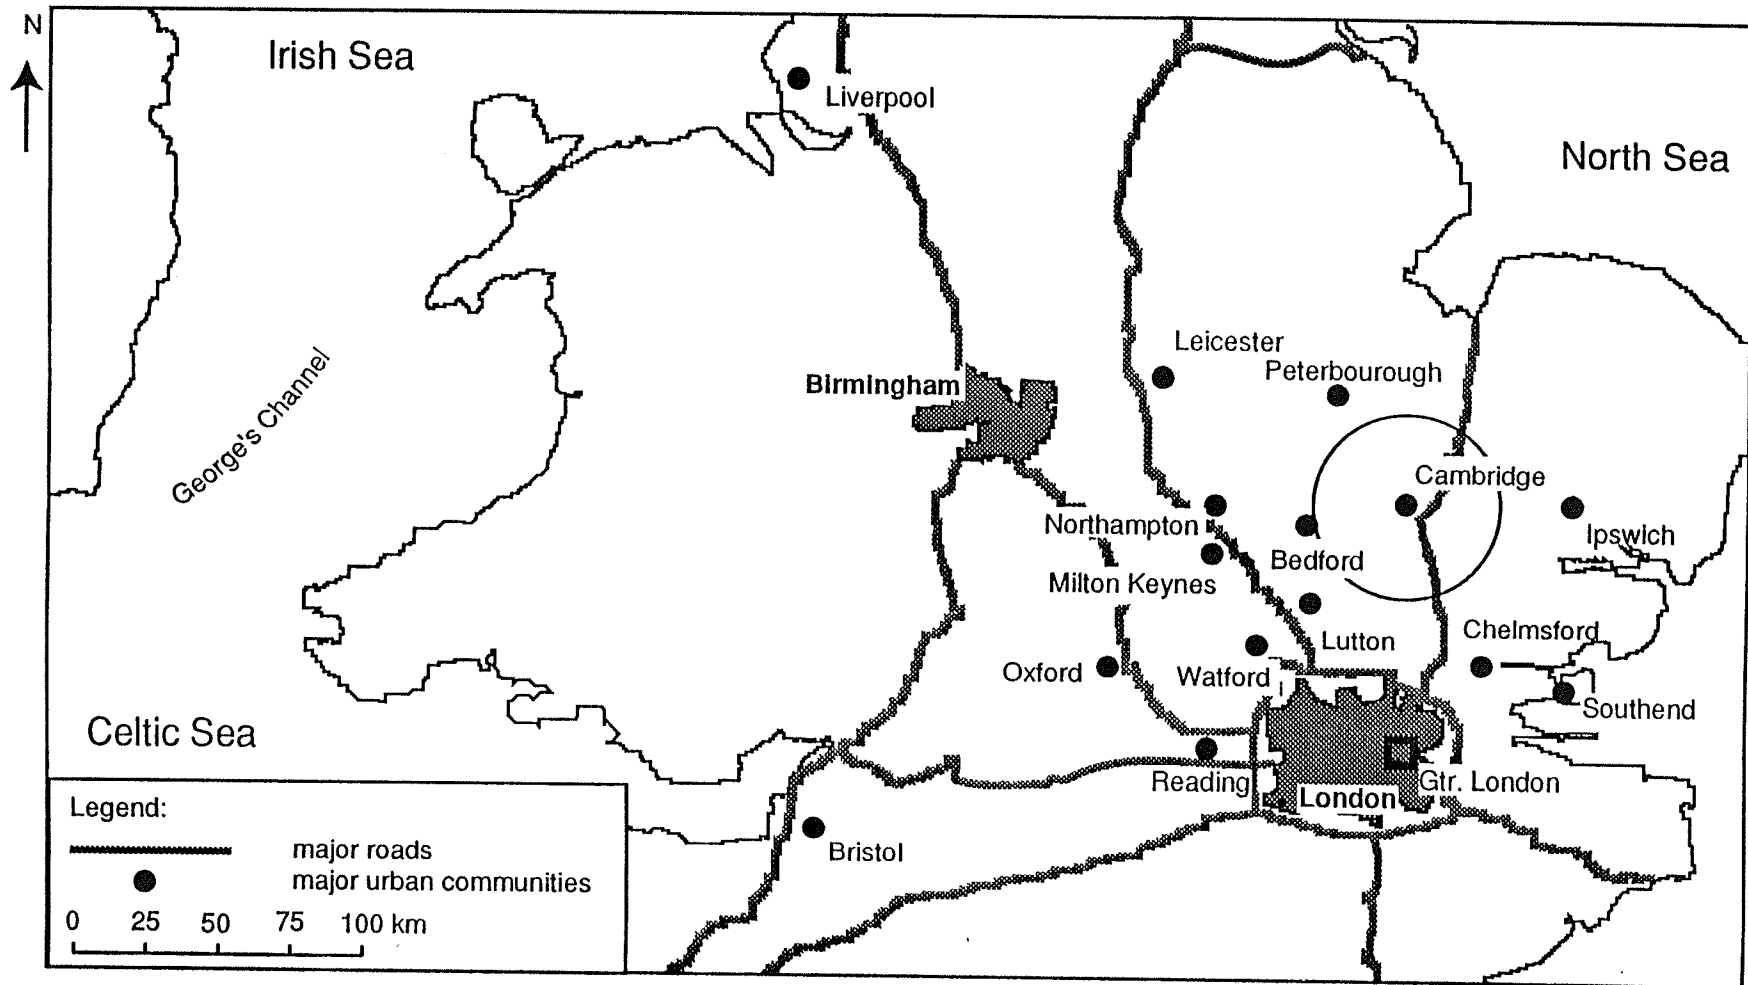 N
Irish Sea
Liverpool
North Sea
Leicester
Peterbourough
Birmingham
George's Channel
Cambridge
Northampton
Ipswich
Bedford
Milton Keynes
Chelmsford
Lutton
Oxford
Watford
Southend
Celtic Sea
Reading
Gtr. London
London
Bristol
Legend:
major roads
major urban communities
0 25 50 75 100 km